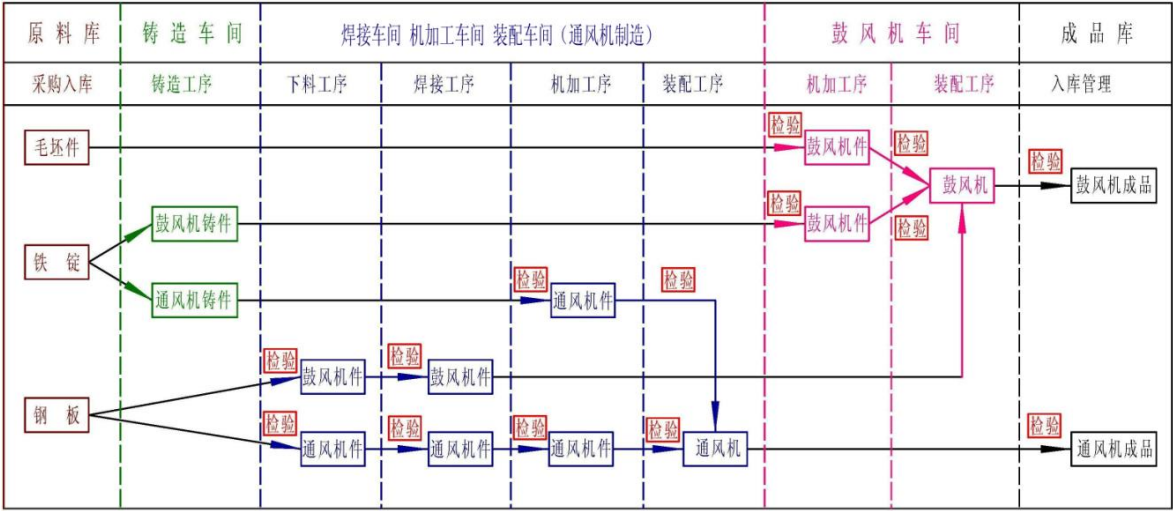 原料库 铸造车间 焊接车间 机加工车间 装配车间(通风机制造) 鼓风机车间 成品库
采购入库 铸造工序 下料工序 焊接工序 机加工序 装配工序 机加工序 装配工序 入库管理
检验
毛坯件 鼓风机件 检验
检验
鼓风机 鼓风机成品
检验
鼓风机铸件 鼓风机件 检验
铁锭
检验 检验
通风机铸件 通风机件
检验 检验
鼓风机件 鼓风机件
钢板
检验 检验 检验 检验 检验
通风机件 通风机件 通风机件 通风机 通风机成品